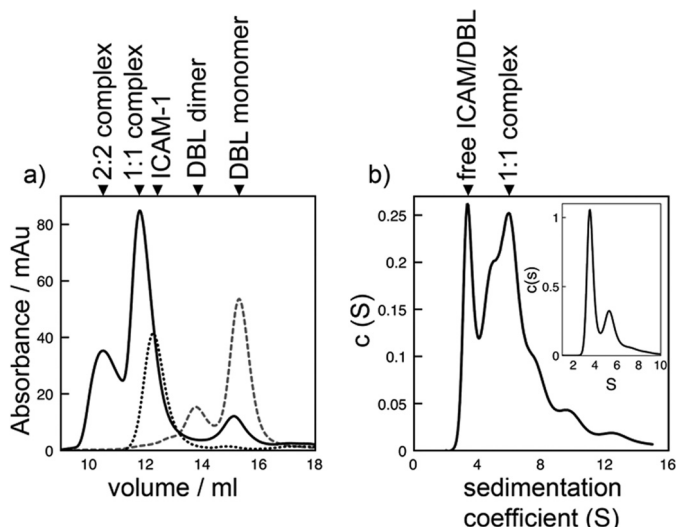 a)
2:2 complex
1:1 complex
ICAM-1
DBL dimer
DBL monomer
Absorbance / mAu
80
60
40
20
0
10 12 14 16 18
volume / ml
b)
free ICAM/DBL
1:1 complex
c (S)
0.25
0.2
0.15
0.1
0.05
0
0 4 8 12 16
sedimentation
coefficient (S)
c(s)
1
0.5
0
2 4 6 8 10
S